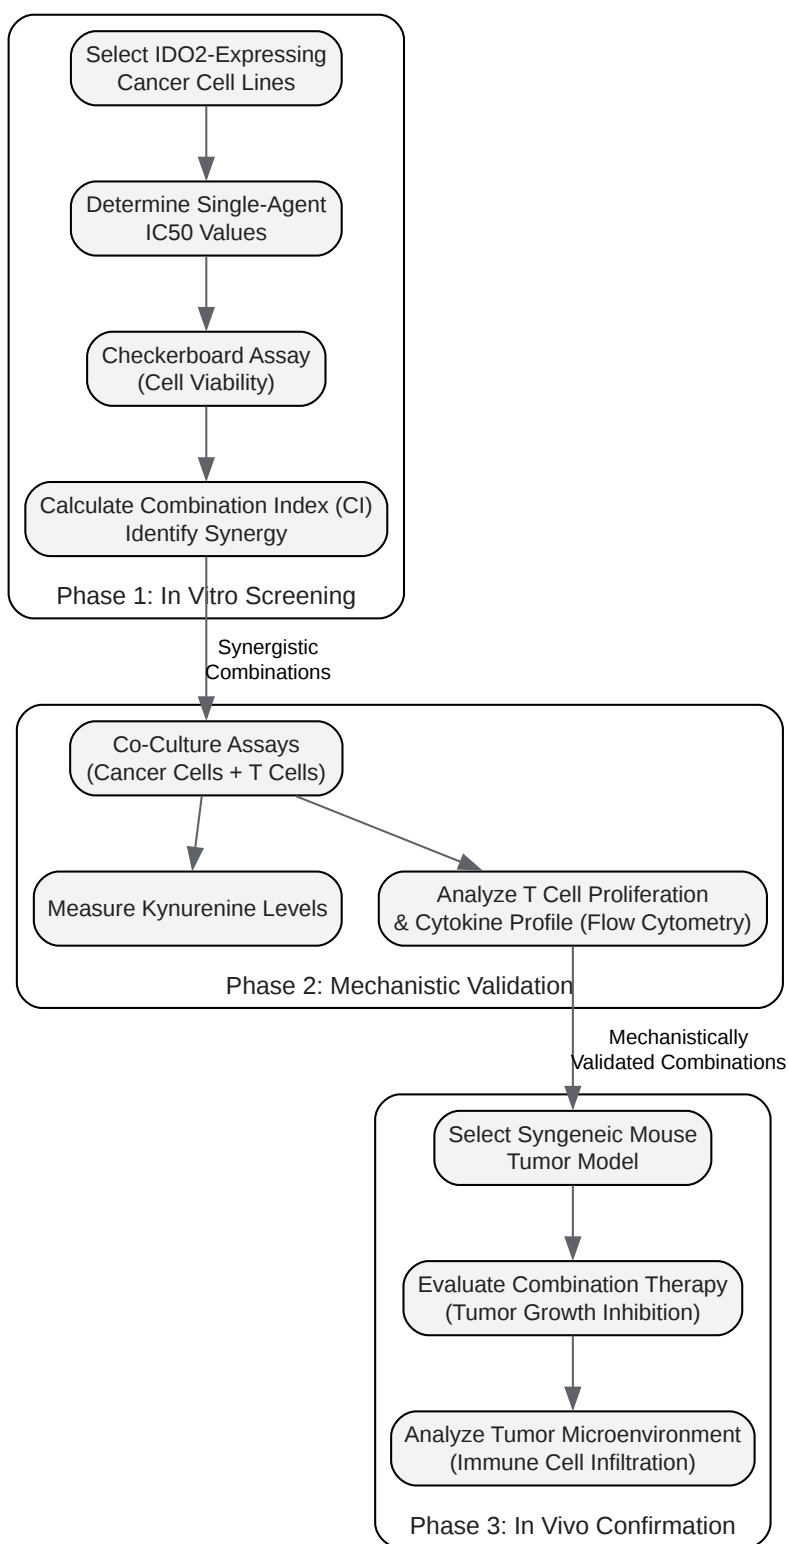 Select IDO2-Expressing
Cancer Cell Lines
Determine Single-Agent
IC50 Values
Checkerboard Assay
(Cell Viability)
Calculate Combination Index (CI)
Identify Synergy
Phase 1: In Vitro Screening
Synergistic
Combinations
Co-Culture Assays
(Cancer Cells + T Cells)
Measure Kynurenine Levels
Analyze T Cell Proliferation
& Cytokine Profile (Flow Cytometry)
Phase 2: Mechanistic Validation
Mechanistically
Validated Combinations
Select Syngeneic Mouse
Tumor Model
Evaluate Combination Therapy
(Tumor Growth Inhibition)
Analyze Tumor Microenvironment
(Immune Cell Infiltration)
Phase 3: In Vivo Confirmation